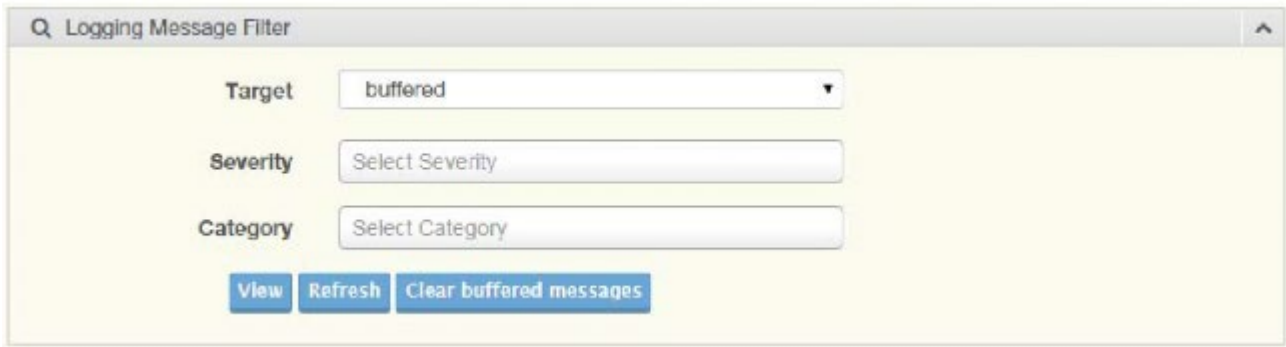 Logging Message Filter
Target buffered
Severity Select Severity
Category Select Category
View Refresh Clear buffered messages